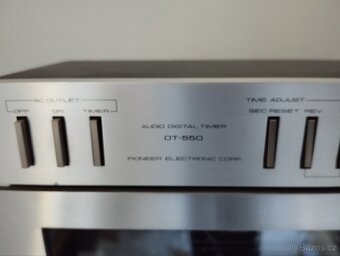 AC OUTLET
OFF ON TIMER
AUDIO DIGITAL TIMER
DT-550
PIONEER ELECTRONIC CORP.
TIME ADJUST
SEC RESET REV
Bazos.cz